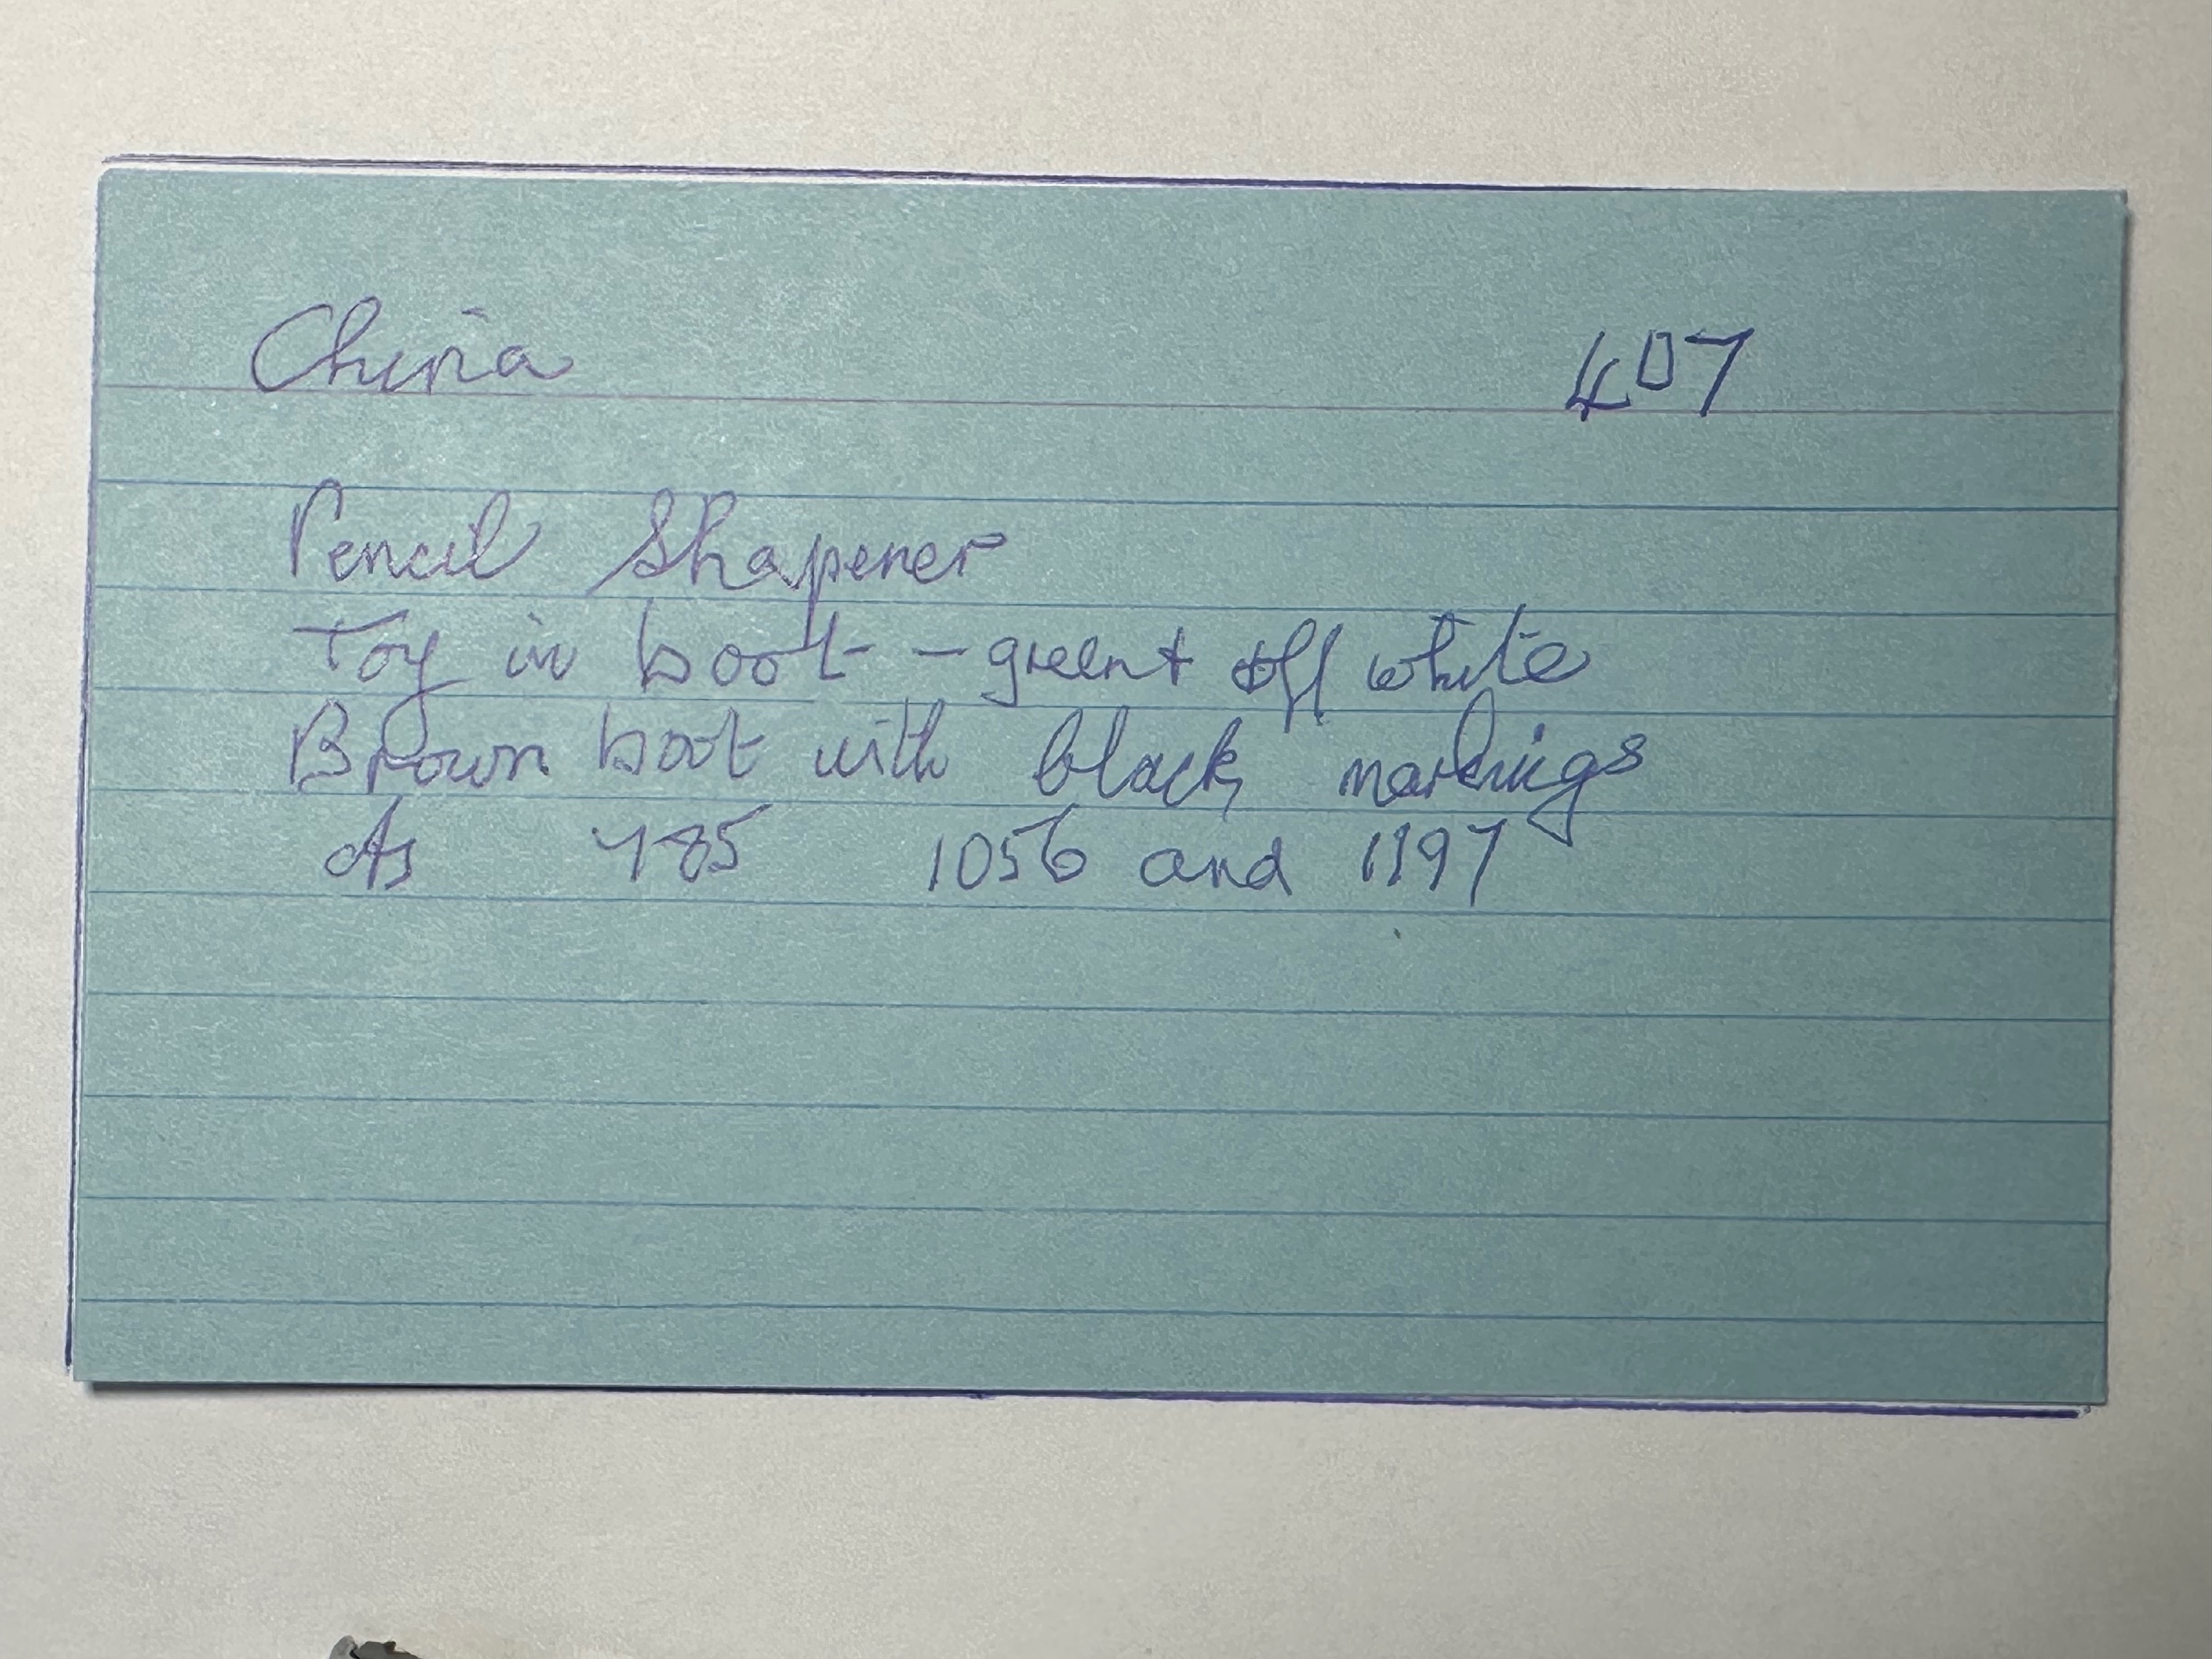 China 407
Pencil Shapener
Toy in boot - green + off white
Brown boot with black markings
As 785 1056 and 1197